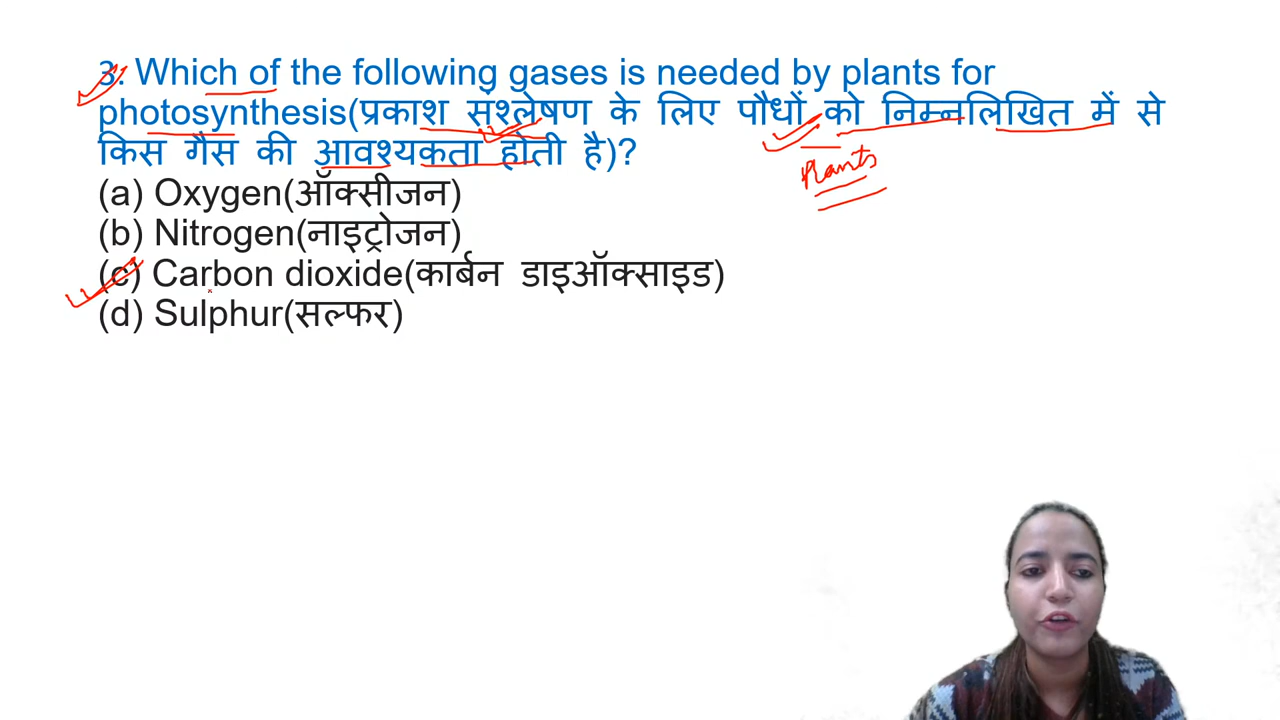 3. Which of the following gases is needed by plants for
photosynthesis(प्रकाश संश्लेषण के लिए पौधों को निम्नलिखित में से
किस गैस की आवश्यकता होती है)?
Plants
(a) Oxygen(ऑक्सीजन)
(b) Nitrogen(नाइट्रोजन)
(c) Carbon dioxide(कार्बन डाइऑक्साइड)
(d) Sulphur(सल्फर)